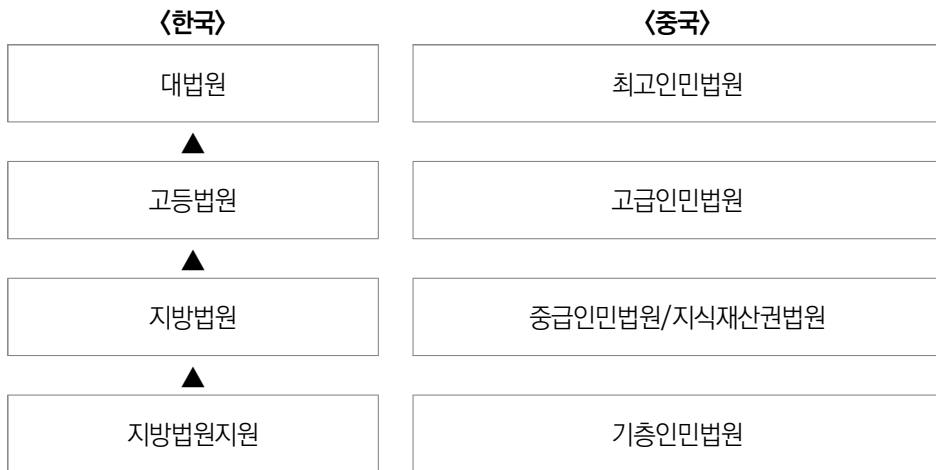 〈한국〉 〈중국〉
대법원 최고인민법원
▲
고등법원 고급인민법원
▲
지방법원 중급인민법원/지식재산권법원
▲
지방법원지원 기층인민법원